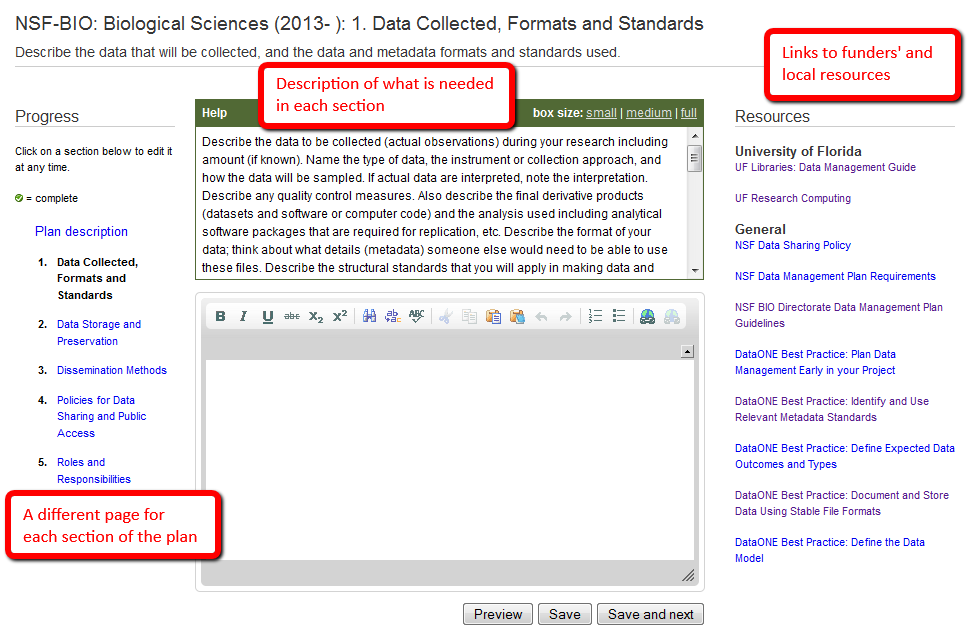 NSF-BIO: Biological Sciences (2013- ): 1. Data Collected, Formats and Standards
Describe the data that will be collected, and the data and metadata formats and standards used.
Links to funders' and
local resources
Description of what is needed
in each section
Progress
Click on a section below to edit it
at any time.
= complete
Plan description
1. Data Collected,
Formats and
Standards
2. Data Storage and
Preservation
3. Dissemination Methods
4. Policies for Data
Sharing and Public
Access
5. Roles and
Responsibilities
A different page for
each section of the plan
Help
box size: small | medium | full
Describe the data to be collected (actual observations) during your research including
amount (if known). Name the type of data, the instrument or collection approach, and
how the data will be sampled. If actual data are interpreted, note the interpretation.
Describe any quality control measures. Also describe the final derivative products
(datasets and software or computer code) and the analysis used including analytical
software packages that are required for replication, etc. Describe the format of your
data; think about what details (metadata) someone else would need to be able to use
these files. Describe the structural standards that you will apply in making data and
B I U abc X2 X2 ab ac ABC
Preview Save Save and next
Resources
University of Florida
UF Libraries: Data Management Guide
UF Research Computing
General
NSF Data Sharing Policy
NSF Data Management Plan Requirements
NSF BIO Directorate Data Management Plan
Guidelines
DataONE Best Practice: Plan Data
Management Early in your Project
DataONE Best Practice: Identify and Use
Relevant Metadata Standards
DataONE Best Practice: Define Expected Data
Outcomes and Types
DataONE Best Practice: Document and Store
Data Using Stable File Formats
DataONE Best Practice: Define the Data
Model